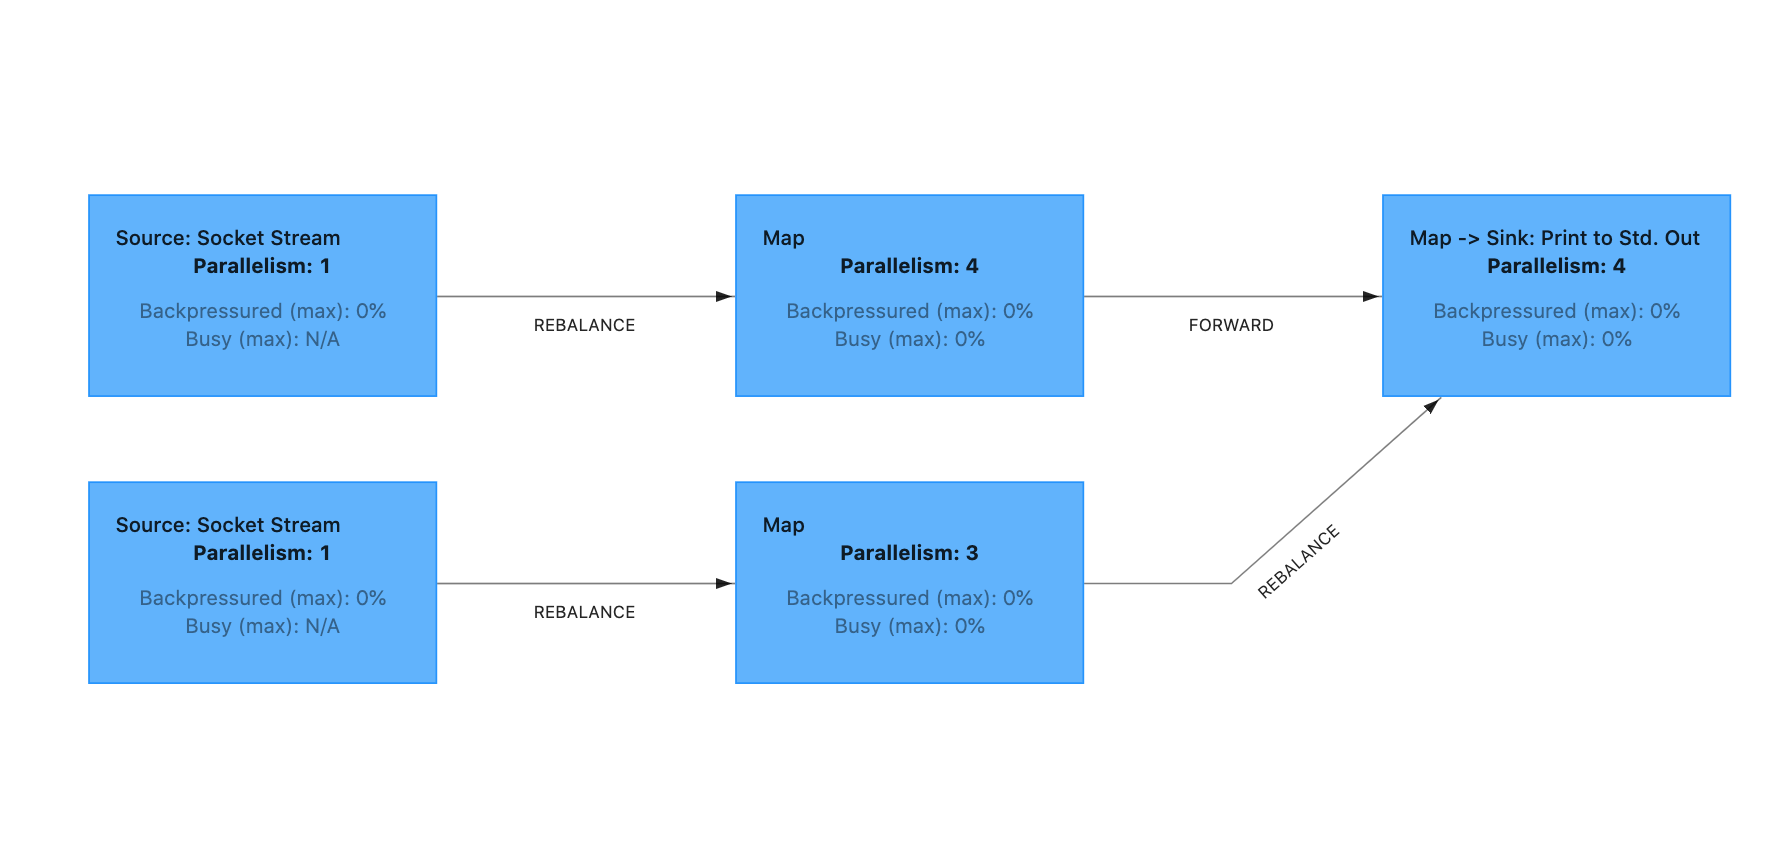 Source: Socket Stream
Parallelism: 1
Backpressured (max): 0%
Busy (max): N/A
REBALANCE
Map
Parallelism: 4
Backpressured (max): 0%
Busy (max): 0%
FORWARD
Map -> Sink: Print to Std. Out
Parallelism: 4
Backpressured (max): 0%
Busy (max): 0%
Source: Socket Stream
Parallelism: 1
Backpressured (max): 0%
Busy (max): N/A
REBALANCE
Map
Parallelism: 3
Backpressured (max): 0%
Busy (max): 0%
REBALANCE